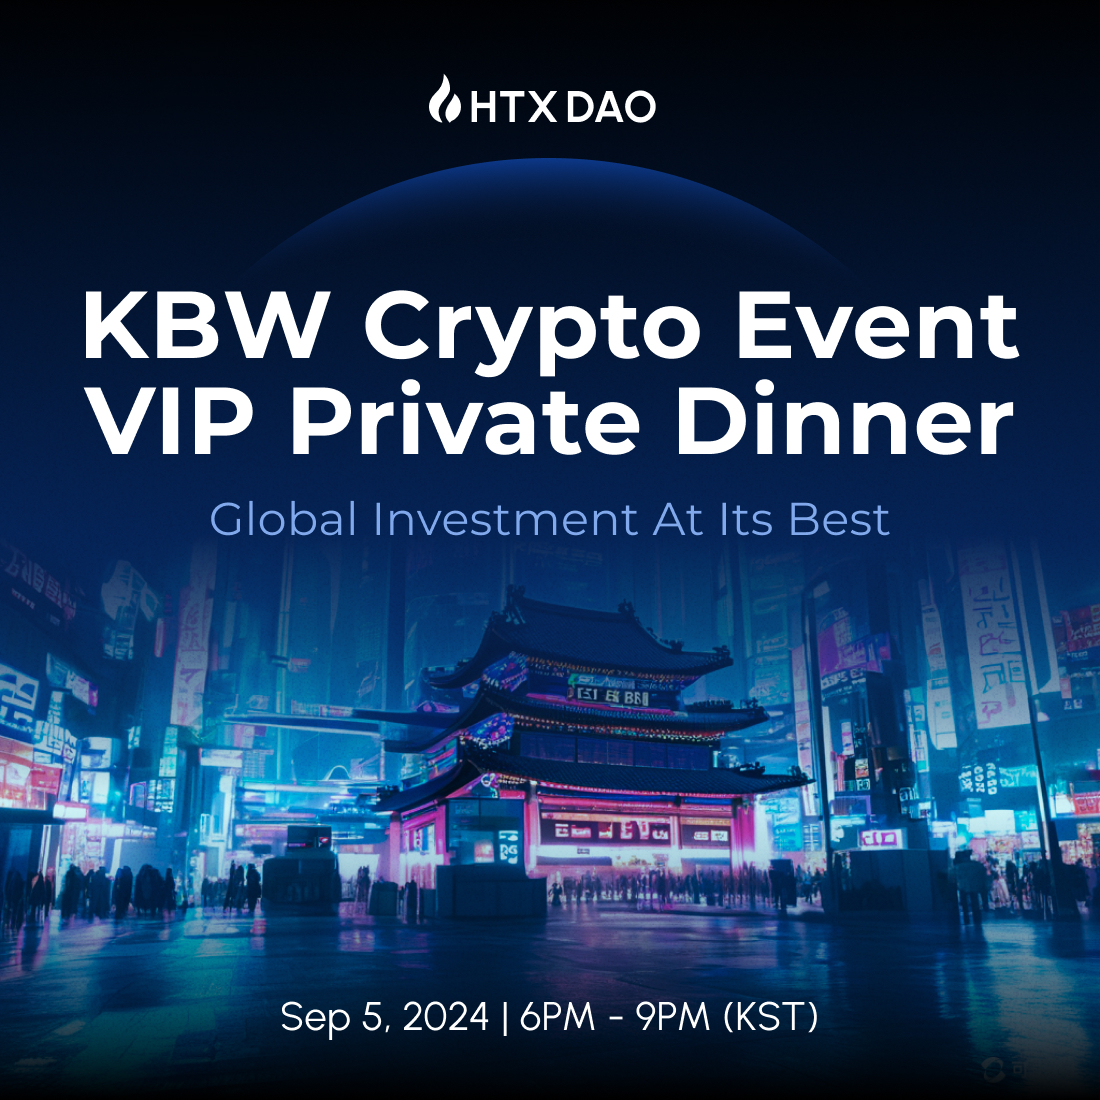 HTX DAO
KBW Crypto Event
VIP Private Dinner
Global Investment At Its Best
Sep 5, 2024 | 6PM - 9PM (KST)